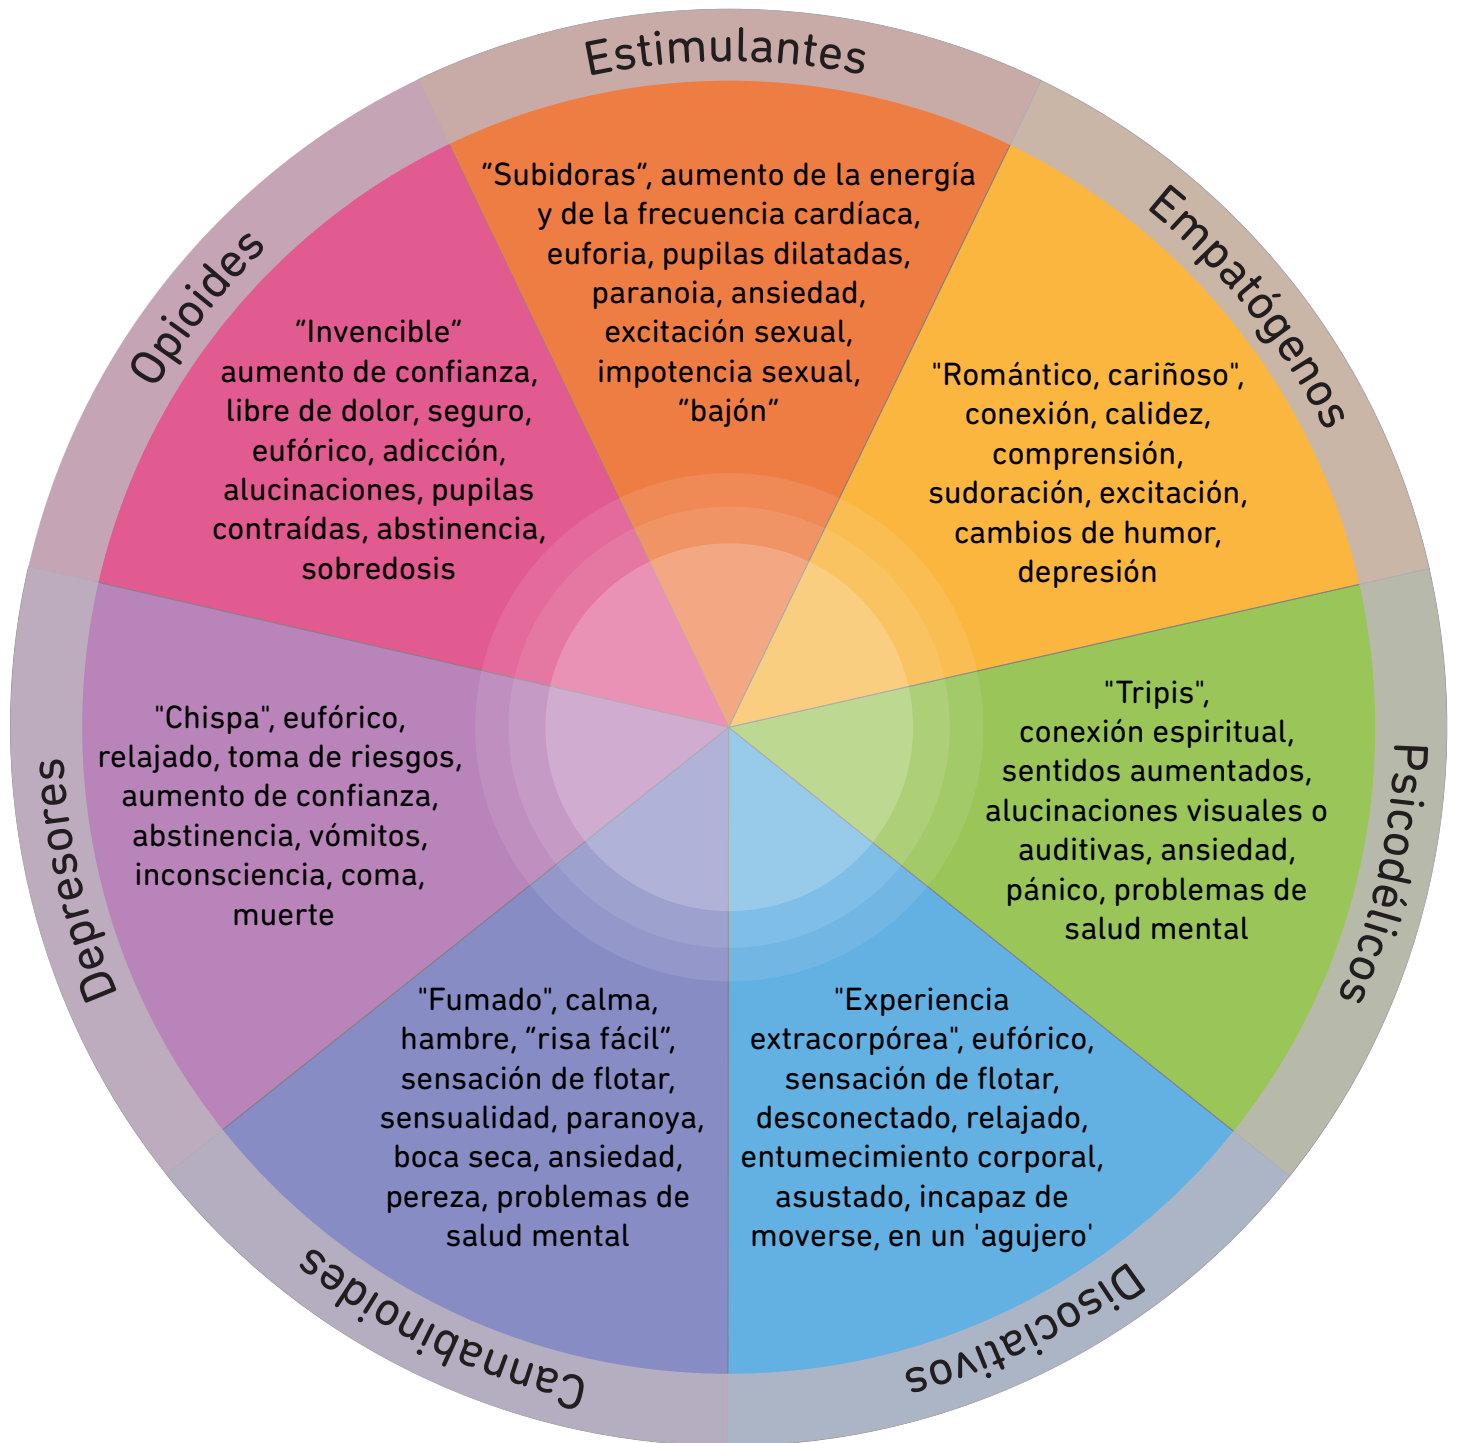 Estimulantes
“Subidoras“, aumento de la energía
y de la frecuencia cardíaca,
euforia, pupilas dilatadas,
paranoia, ansiedad,
excitación sexual,
impotencia sexual,
“bajón”
Empatógenos
"Romántico, cariñoso",
conexión, calidez,
comprensión,
sudoración, excitación,
cambios de humor,
depresión
Psicodélicos
"Tripis",
conexión espiritual,
sentidos aumentados,
alucinaciones visuales o
auditivas, ansiedad,
pánico, problemas de
salud mental
Disociativos
"Experiencia
extracorpórea", eufórico,
sensación de flotar,
desconectado, relajado,
entumecimiento corporal,
asustado, incapaz de
moverse, en un 'agujero'
Cannabinoides
"Fumado", calma,
hambre, “risa fácil“,
sensación de flotar,
sensualidad, paranoya,
boca seca, ansiedad,
pereza, problemas de
salud mental
Depresores
"Chispa", eufórico,
relajado, toma de riesgos,
aumento de confianza,
abstinencia, vómitos,
inconsciencia, coma,
muerte
Opioides
“Invencible“
aumento de confianza,
libre de dolor, seguro,
eufórico, adicción,
alucinaciones, pupilas
contraídas, abstinencia,
sobredosis